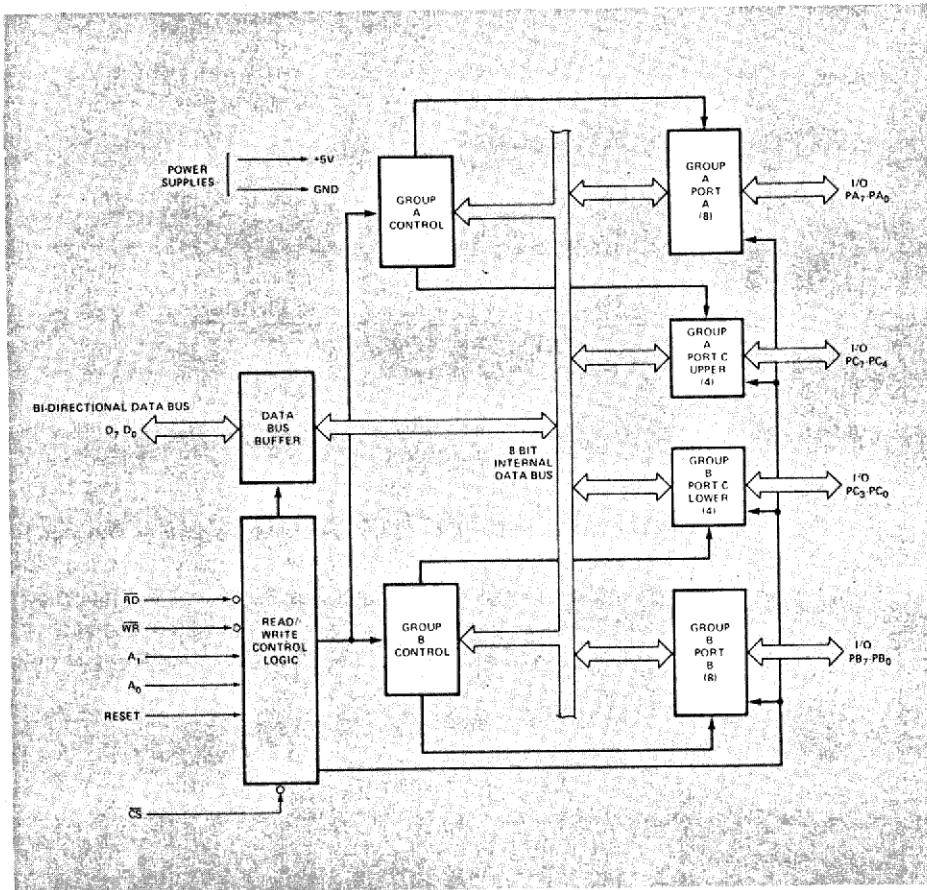 POWER
SUPPLIES
+5V
GND
GROUP
A
CONTROL
GROUP
A
PORT
A
(8)
I/O
PA7-PA0
GROUP
A
PORT C
UPPER
(4)
I/O
PC7-PC4
BI-DIRECTIONAL DATA BUS
D7-D0
DATA
BUS
BUFFER
8 BIT
INTERNAL
DATA BUS
GROUP
B
PORT C
LOWER
(4)
I/O
PC3-PC0
RD
WR
A1
A0
RESET
CS
READ/
WRITE
CONTROL
LOGIC
GROUP
B
CONTROL
GROUP
B
PORT
B
(8)
I/O
PB7-PB0